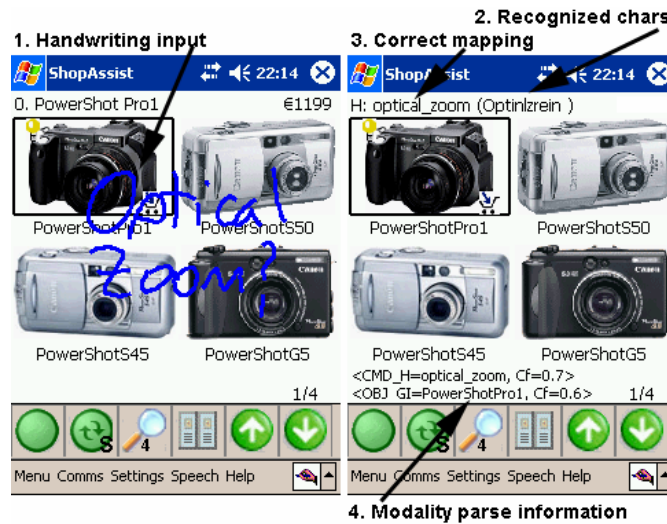 2. Recognized chars
1. Handwriting input
3. Correct mapping
ShopAssist 22:14
0. PowerShot Pro1 €1199
Optical
Zoom?
PowerShotPro1 PowerShotS50
PowerShotS45 PowerShotG5
1/4
S 4
Menu Comms Settings Speech Help
ShopAssist 22:14
H: optical_zoom (Optinlzrein )
PowerShotPro1 PowerShotS50
PowerShotS45 PowerShotG5
<CMD_H=optical_zoom, Cf=0.7>
<OBJ_GI=PowerShotPro1, Cf=0.6> 1/4
S 4
Menu Comms Settings Speech Help
4. Modality parse information